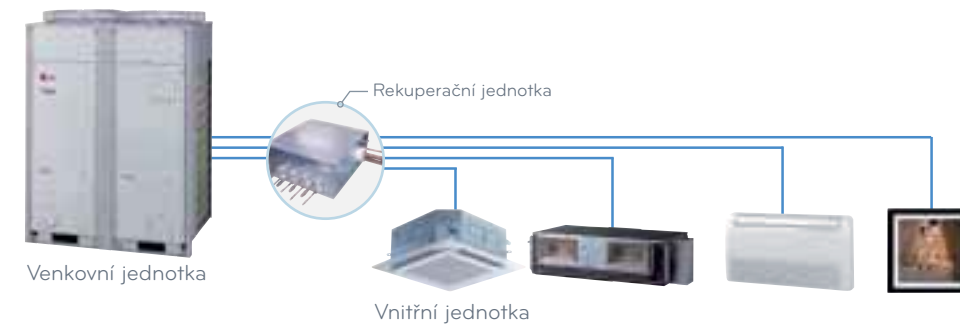 Rekuperační jednotka
Venkovní jednotka
Vnitřní jednotka